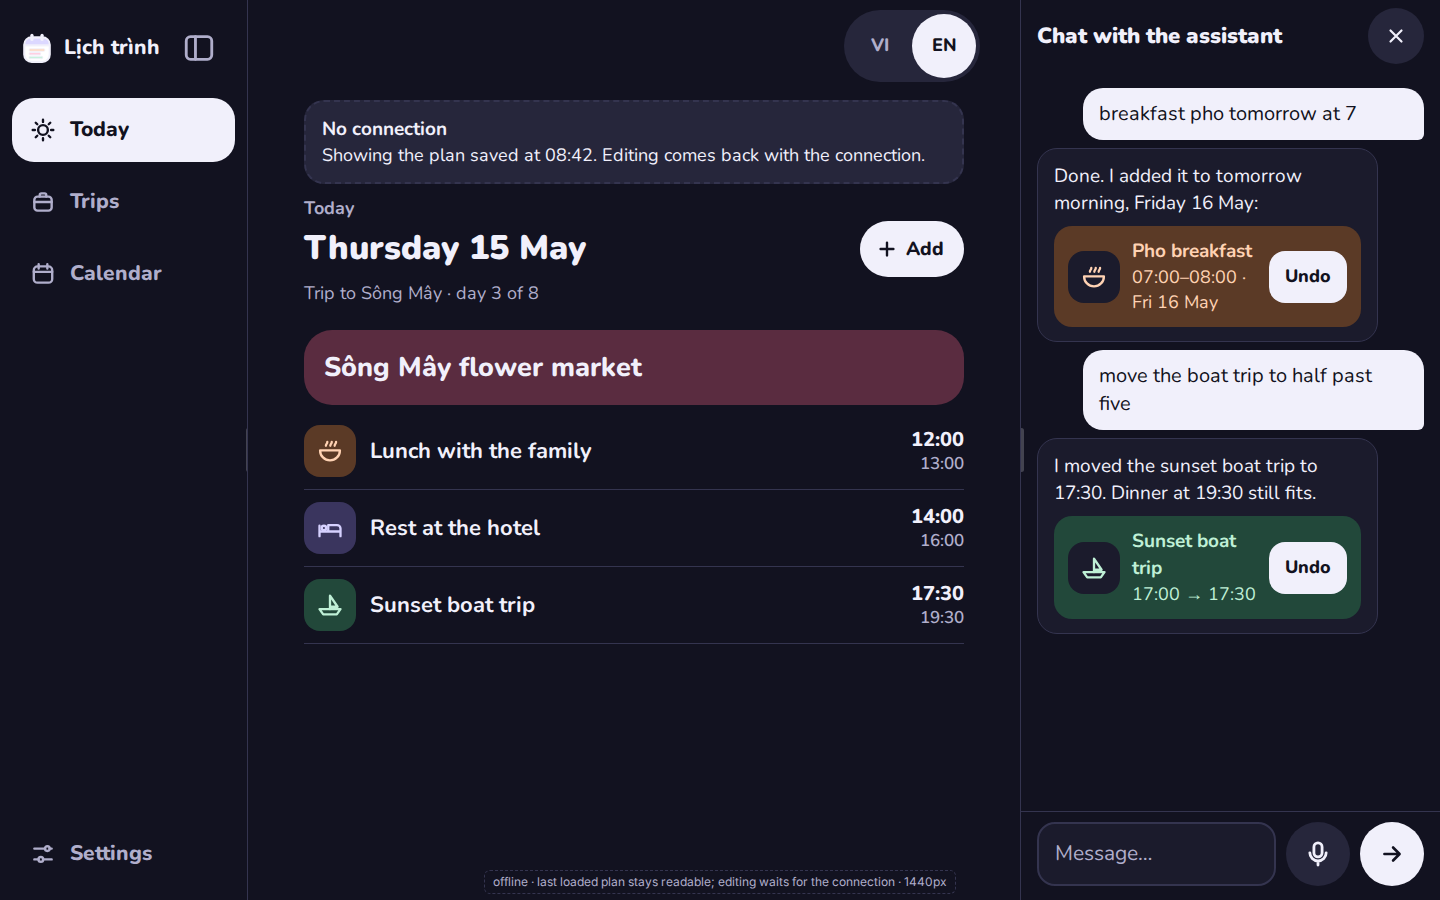 Lịch trình
Today
Trips
Calendar
Settings
VI
EN
No connection
Showing the plan saved at 08:42. Editing comes back with the connection.
Today
Thursday 15 May
Add
Trip to Sông Mây · day 3 of 8
Sông Mây flower market
Lunch with the family
12:00
13:00
Rest at the hotel
14:00
16:00
Sunset boat trip
17:30
19:30
offline · last loaded plan stays readable; editing waits for the connection · 1440px
Chat with the assistant
breakfast pho tomorrow at 7
Done. I added it to tomorrow
morning, Friday 16 May:
Pho breakfast
07:00–08:00 ·
Fri 16 May
Undo
move the boat trip to half past
five
I moved the sunset boat trip to
17:30. Dinner at 19:30 still fits.
Sunset boat
trip
17:00 → 17:30
Undo
Message...